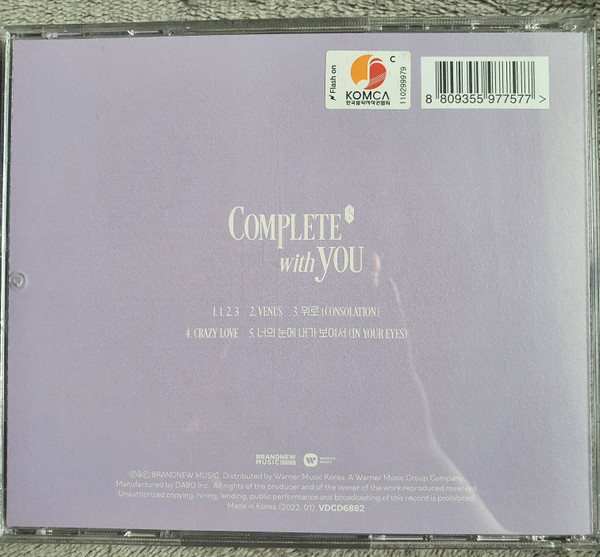 Flash on
C
KOMCA
한국음악저작권협회
110299979
8 809355 977577 >
COMPLETE
with YOU
1. 1, 2, 3 2. VENUS 3. 위로 (CONSOLATION)
4. CRAZY LOVE 5. 너의 눈에 내가 보여서 (IN YOUR EYES)
BRANDNEW
MUSIC
WARNER
MUSIC
Ⓟ&Ⓒ BRANDNEW MUSIC. Distributed by Warner Music Korea. A Warner Music Group Company.
Manufactured by DABO Inc. All rights of the producer and of the owner of the work reproduced reserved.
Unauthorized copying, hiring, lending, public performance and broadcasting of this record is prohibited.
Made in Korea (2022. 01) VDCD6882